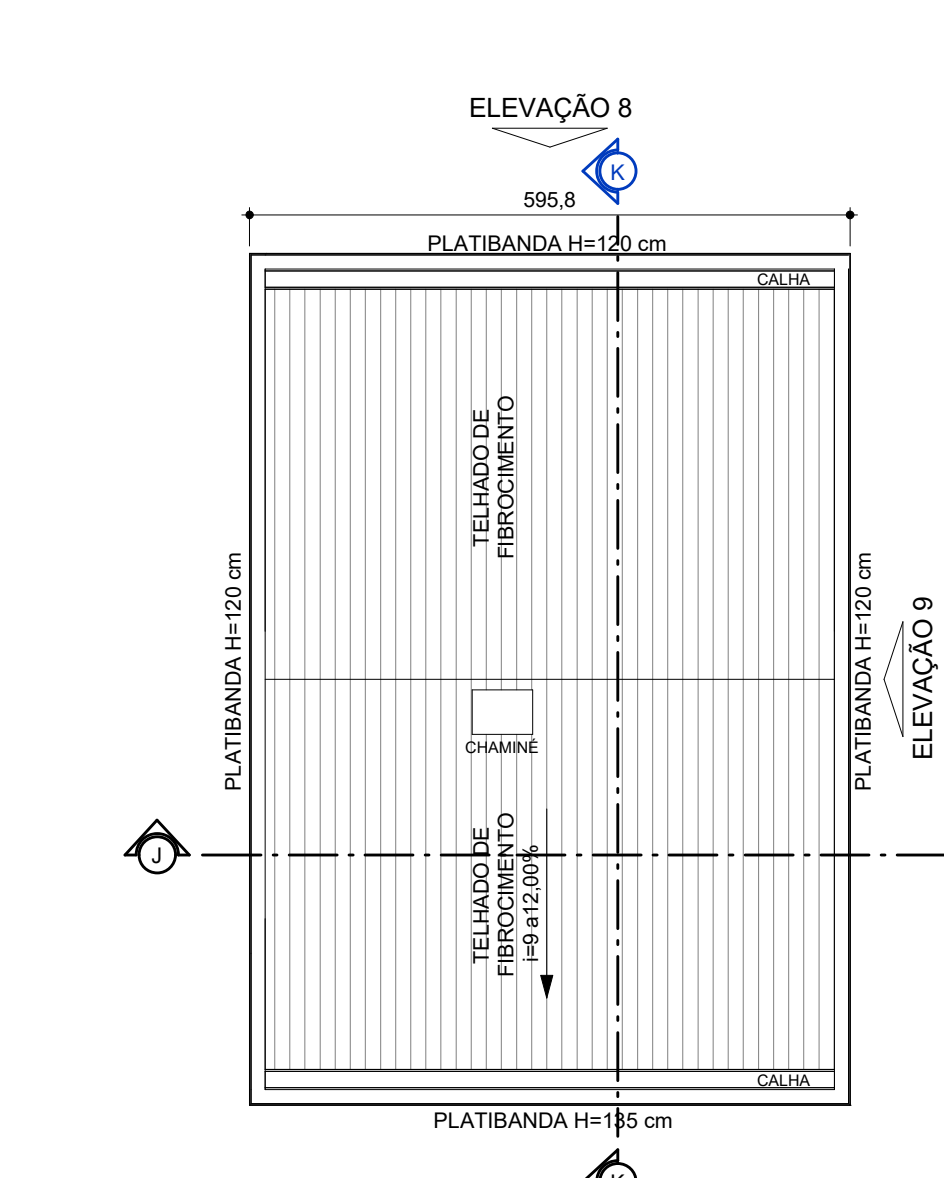 ELEVAÇÃO 8
K
595,8
PLATIBANDA H=120 cm
CALHA
TELHADO DE
FIBROCIMENTO
PLATIBANDA H=120 cm
PLATIBANDA H=120 cm
ELEVAÇÃO 9
CHAMINÉ
J
TELHADO DE
FIBROCIMENTO
i=9 a12,00%
CALHA
PLATIBANDA H=135 cm
K